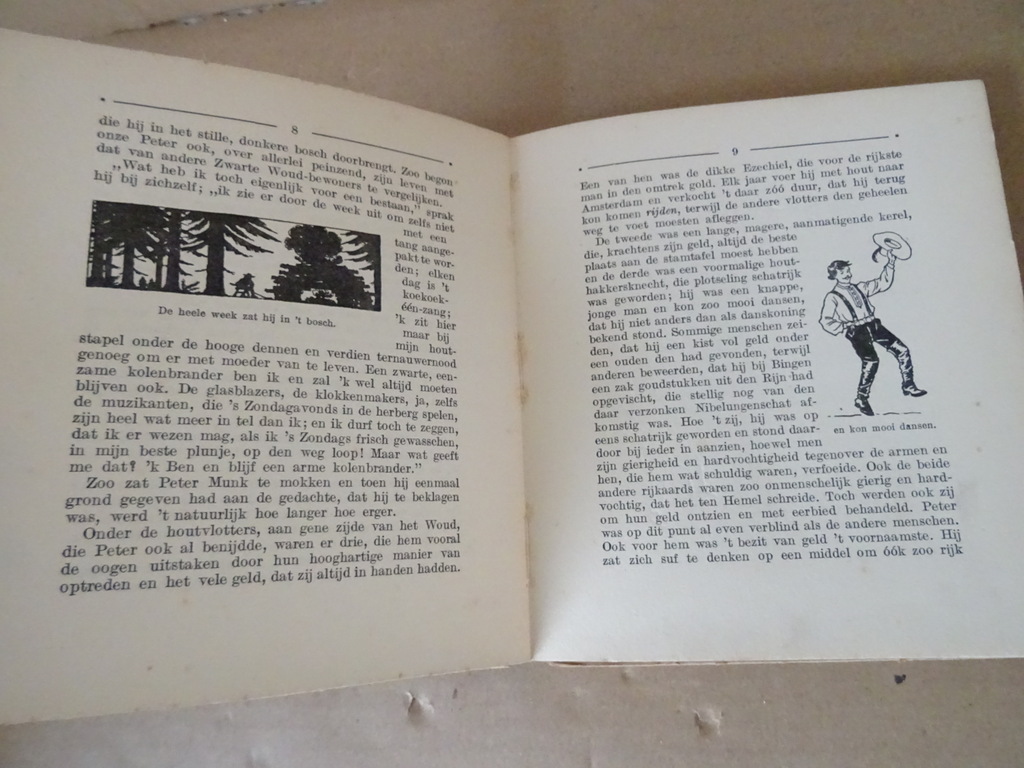 8
die hij in het stille, donkere bosch doorbrengt. Zoo begon
onze Peter ook, over allerlei peinzend, zijn leven met
dat van andere Zwarte Woud-bewoners te vergelijken.
„Wat heb ik toch eigenlijk voor een bestaan,” sprak
hij bij zichzelf; „ik zie er door de week uit om zelfs niet
met een
tang aange-
pakt te wor-
den; elken
dag is 't
koekoek-
één-zang;
'k zit hier
maar bij
mijn hout-
De heele week zat hij in 't bosch.
stapel onder de hooge dennen en verdien ternauwernood
genoeg om er met moeder van te leven. Een zwarte, een-
zame kolenbrander ben ik en zal 'k wel altijd moeten
blijven ook. De glasblazers, de klokkenmakers, ja, zelfs
de muzikanten, die 's Zondagavonds in de herberg spelen,
zijn heel wat meer in tel dan ik; en ik durf toch te zeggen,
dat ik er wezen mag, als ik 's Zondags frisch gewasschen,
in mijn beste plunje, op den weg loop! Maar wat geeft
me dat? 'k Ben en blijf een arme kolenbrander.”
Zoo zat Peter Munk te mokken en toen hij eenmaal
grond gegeven had aan de gedachte, dat hij te beklagen
was, werd 't natuurlijk hoe langer hoe erger.
Onder de houtvlotters, aan gene zijde van het Woud,
die Peter ook al benijdde, waren er drie, die hem vooral
de oogen uitstaken door hun hooghartige manier van
optreden en het vele geld, dat zij altijd in handen hadden.
9
Een van hen was de dikke Ezechiel, die voor de rijkste
man in den omtrek gold. Elk jaar voer hij met hout naar
Amsterdam en verkocht 't daar zóó duur, dat hij terug
kon komen rijden, terwijl de andere vlotters den geheelen
weg te voet moesten afleggen.
De tweede was een lange, magere, aanmatigende kerel,
die, krachtens zijn geld, altijd de beste
plaats aan de stamtafel moest hebben
en de derde was een voormalige hout-
hakkersknecht, die plotseling schatrijk
was geworden; hij was een knappe,
jonge man en kon zoo mooi dansen,
dat hij niet anders dan als danskoning
bekend stond. Sommige menschen zei-
den, dat hij een kist vol geld onder
een ouden den had gevonden, terwijl
anderen beweerden, dat hij bij Bingen
een zak goudstukken uit den Rijn had
opgevischt, die stellig nog van den
daar verzonken Nibelungenschat af-
komstig was. Hoe 't zij, hij was op
eens schatrijk geworden en stond daar-
door bij ieder in aanzien, hoewel men
en kon mooi dansen.
zijn gierigheid en hardvochtigheid tegenover de armen en
hen, die hem wat schuldig waren, verfoeide. Ook de beide
andere rijkaards waren zoo onmenschelijk gierig en hard-
vochtig, dat het ten Hemel schreide. Toch werden ook zij
om hun geld ontzien en met eerbied behandeld. Peter
was op dit punt al even verblind als de andere menschen.
Ook voor hem was 't bezit van geld 't voornaamste. Hij
zat zich suf te denken op een middel om óók zoo rijk